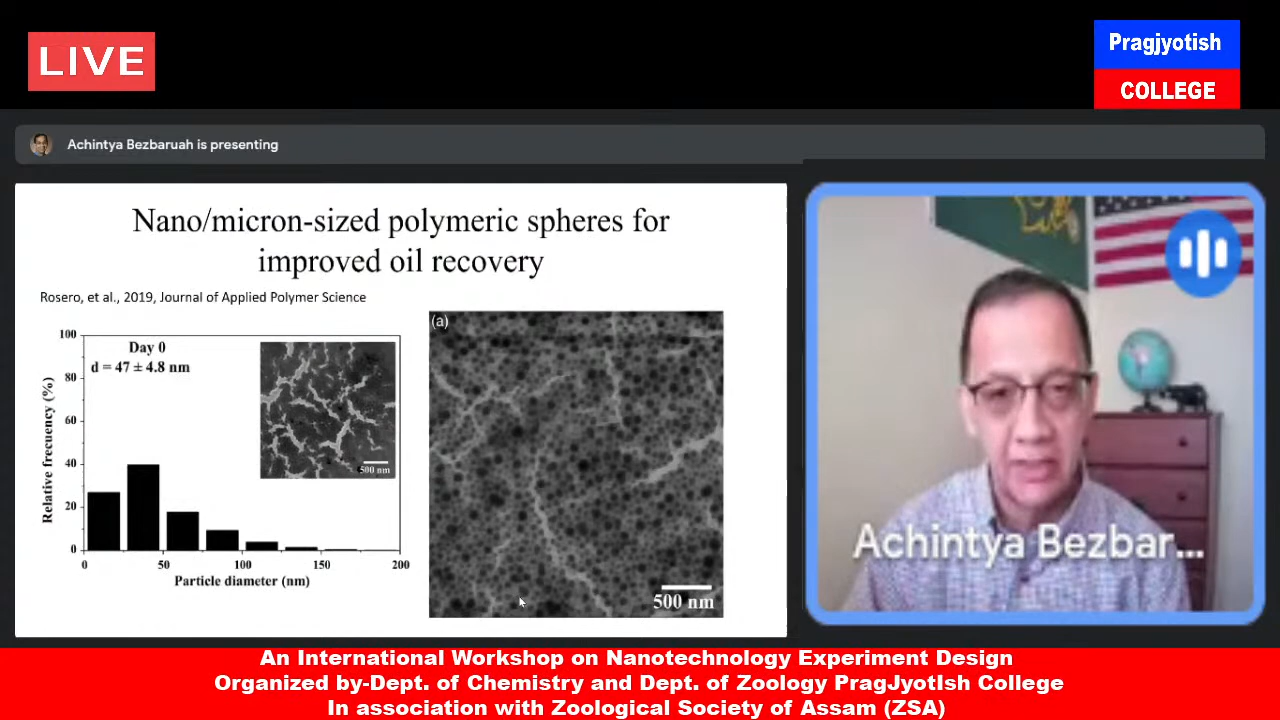 LIVE
Pragjyotish
COLLEGE
Achintya Bezbaruah is presenting
Nano/micron-sized polymeric spheres for
improved oil recovery
Rosero, et al., 2019, Journal of Applied Polymer Science
Day 0
d = 47 ± 4.8 nm
Relative frecuency (%)
100
80
60
40
20
0
0
50
100
150
200
Particle diameter (nm)
500 nm
(a)
500 nm
Achintya Bezbar...
An International Workshop on Nanotechnology Experiment Design
Organized by-Dept. of Chemistry and Dept. of Zoology PragJyotIsh College
In association with Zoological Society of Assam (ZSA)